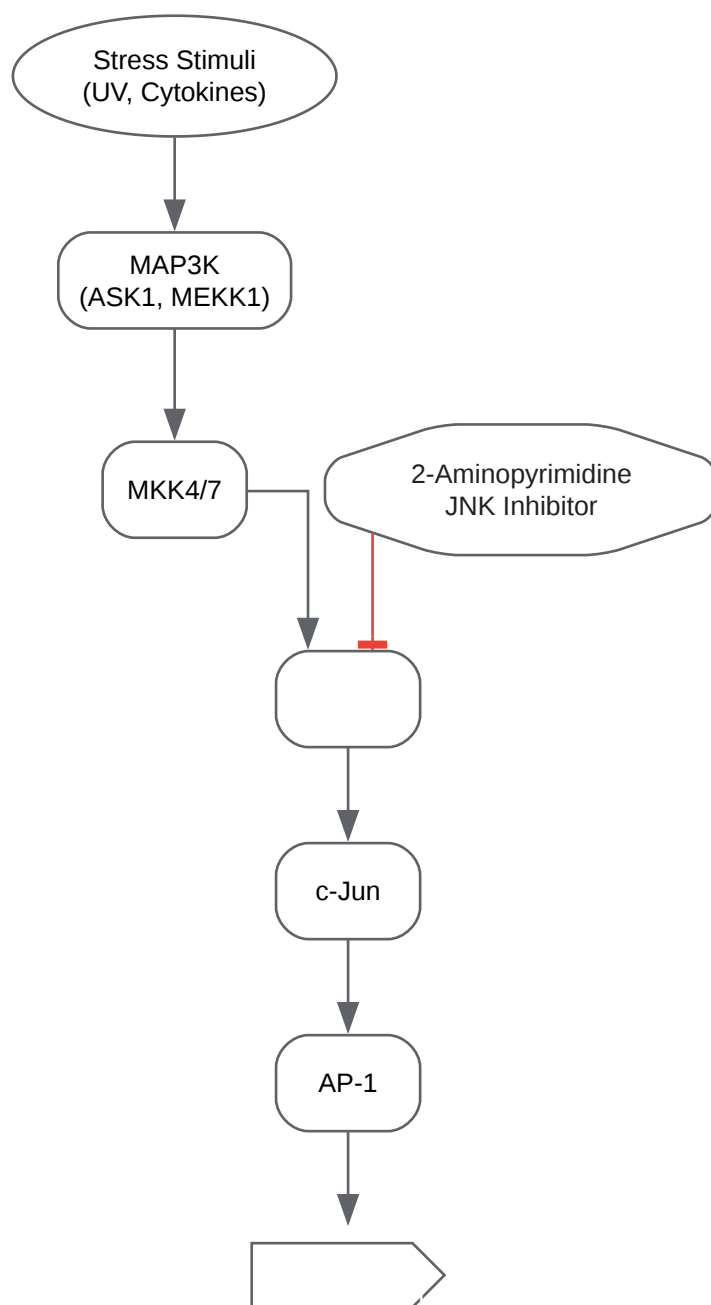 Stress Stimuli
(UV, Cytokines)
MAP3K
(ASK1, MEKK1)
MKK4/7
2-Aminopyrimidine
JNK Inhibitor
c-Jun
AP-1